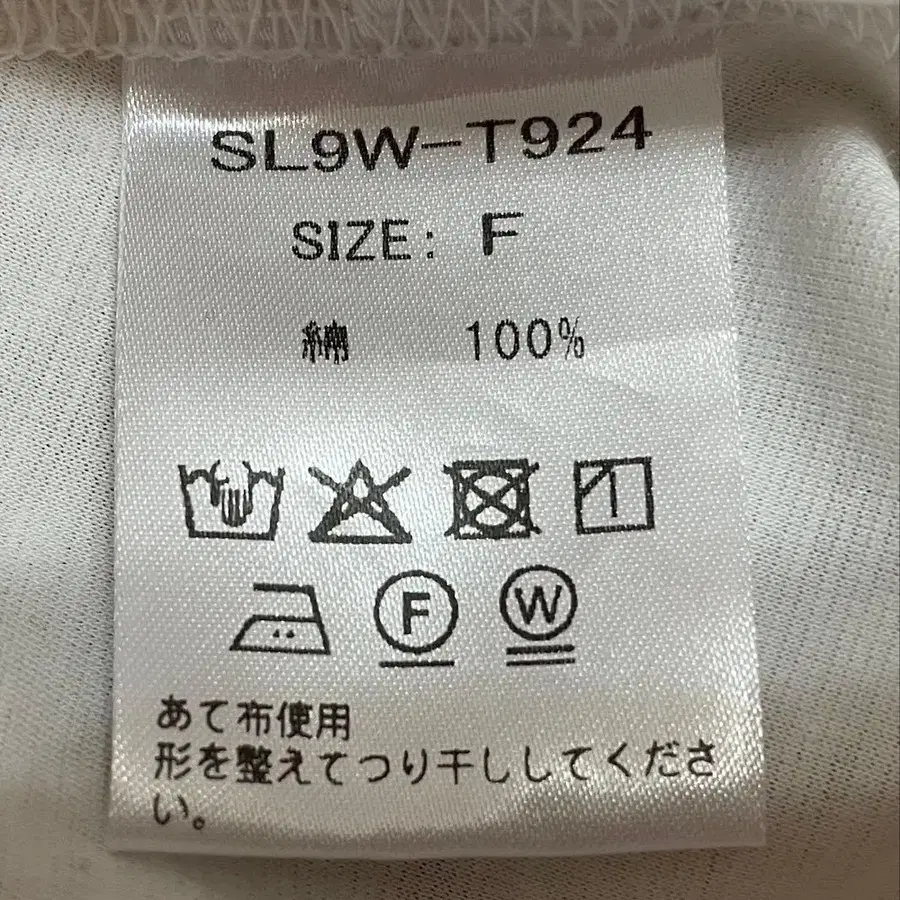 SL9W-T924
SIZE: F
綿 100%
F W
あて布使用
形を整えてつり干ししてくださ
い。